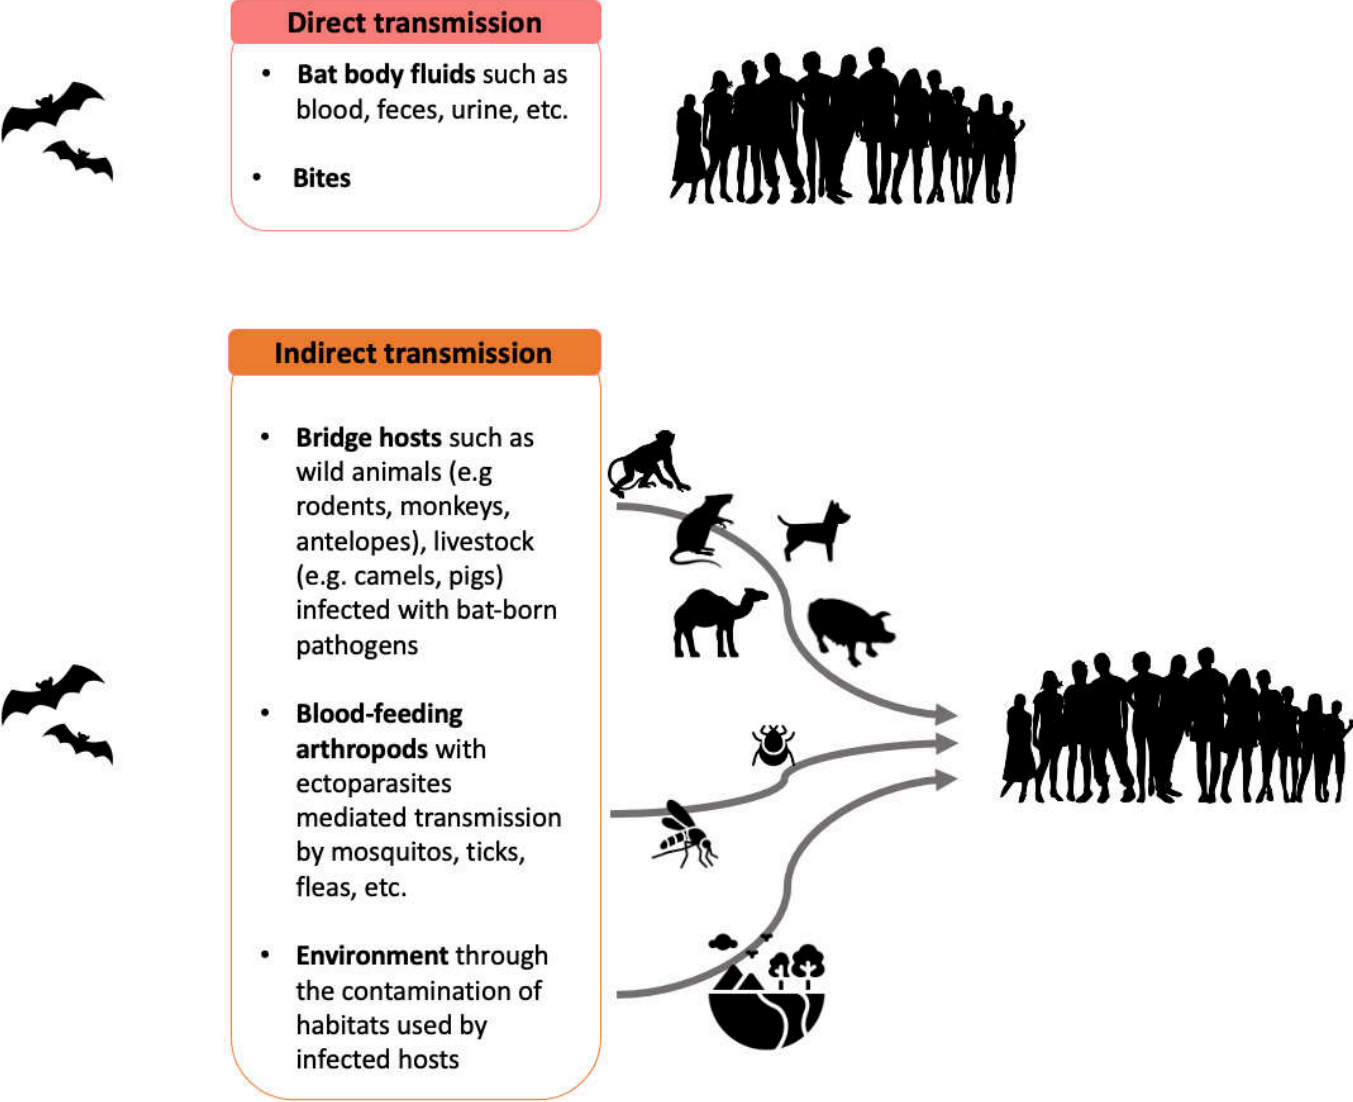 Direct transmission
• Bat body fluids such as
blood, feces, urine, etc.
• Bites
Indirect transmission
• Bridge hosts such as
wild animals (e.g
rodents, monkeys,
antelopes), livestock
(e.g. camels, pigs)
infected with bat-born
pathogens
• Blood-feeding
arthropods with
ectoparasites
mediated transmission
by mosquitos, ticks,
fleas, etc.
• Environment through
the contamination of
habitats used by
infected hosts